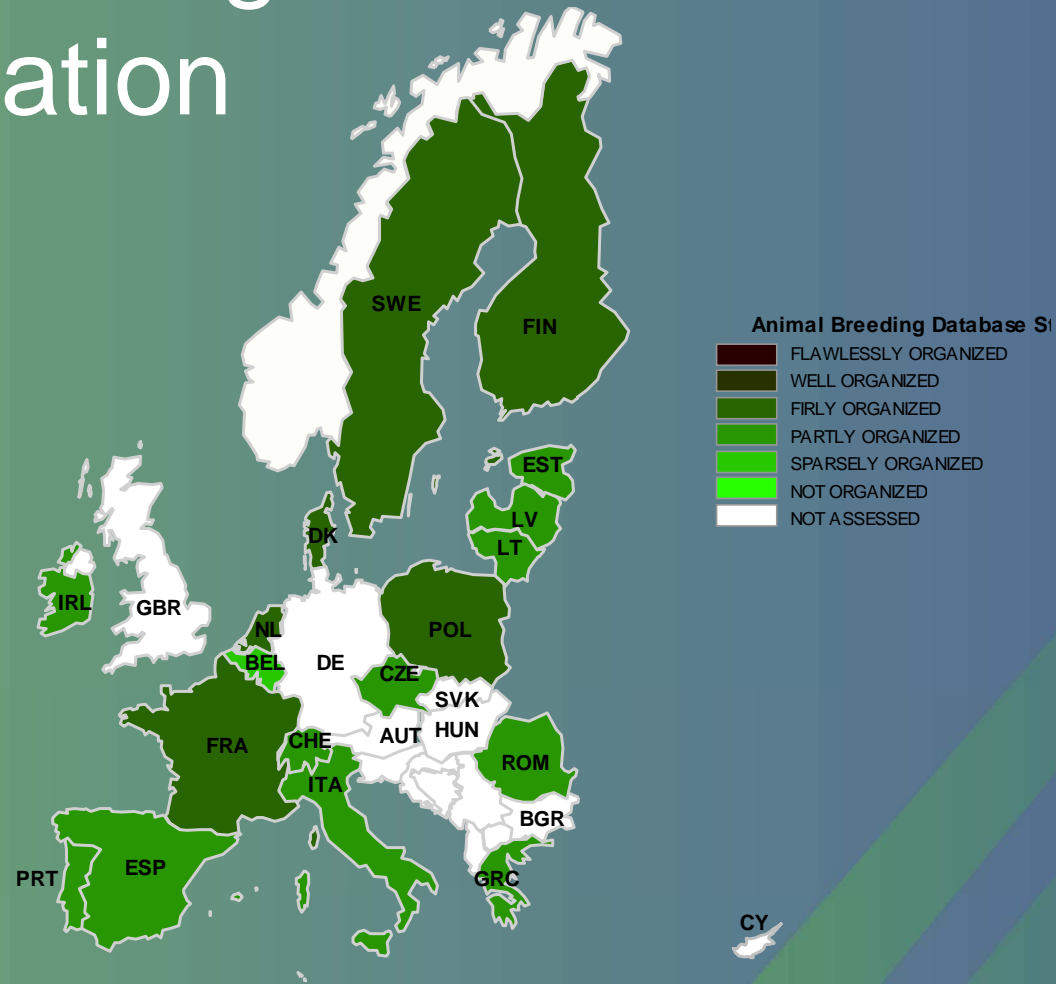 ation
SWE
FIN
Animal Breeding Database
FLAWLESSLY ORGANIZED
WELL ORGANIZED
FIRLY ORGANIZED
PARTLY ORGANIZED
SPARSELY ORGANIZED
NOT ORGANIZED
NOT ASSESSED
EST
LV
LT
DK
IRL
GBR
NL
BEL
DE
POL
CZE
SVK
AUT
HUN
FRA
CHE
ITA
ROM
BGR
PRT
ESP
GRC
CY